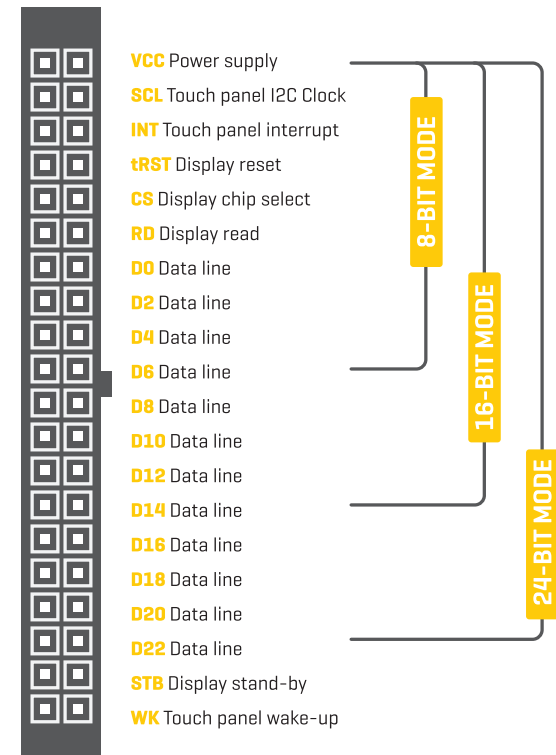 VCC Power supply
SCL Touch panel I2C Clock
INT Touch panel interrupt
tRST Display reset
CS Display chip select
RD Display read
D0 Data line
D2 Data line
D4 Data line
D6 Data line
D8 Data line
D10 Data line
D12 Data line
D14 Data line
D16 Data line
D18 Data line
D20 Data line
D22 Data line
STB Display stand-by
WK Touch panel wake-up
8-BIT MODE
16-BIT MODE
24-BIT MODE